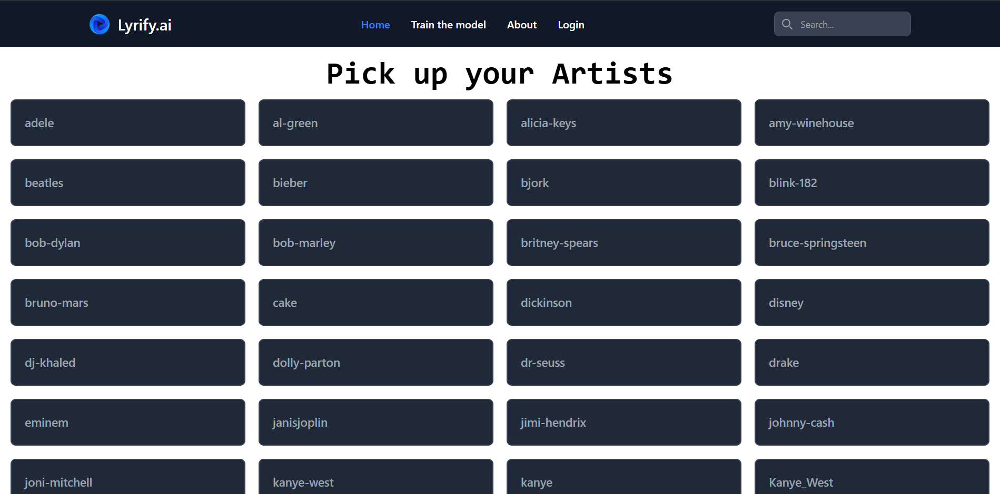 Lyrify.ai Home Train the model About Login Search...
Pick up your Artists
adele al-green alicia-keys amy-winehouse
beatles bieber bjork blink-182
bob-dylan bob-marley britney-spears bruce-springsteen
bruno-mars cake dickinson disney
dj-khaled dolly-parton dr-seuss drake
eminem janisjoplin jimi-hendrix johnny-cash
joni-mitchell kanye-west kanye Kanye_West